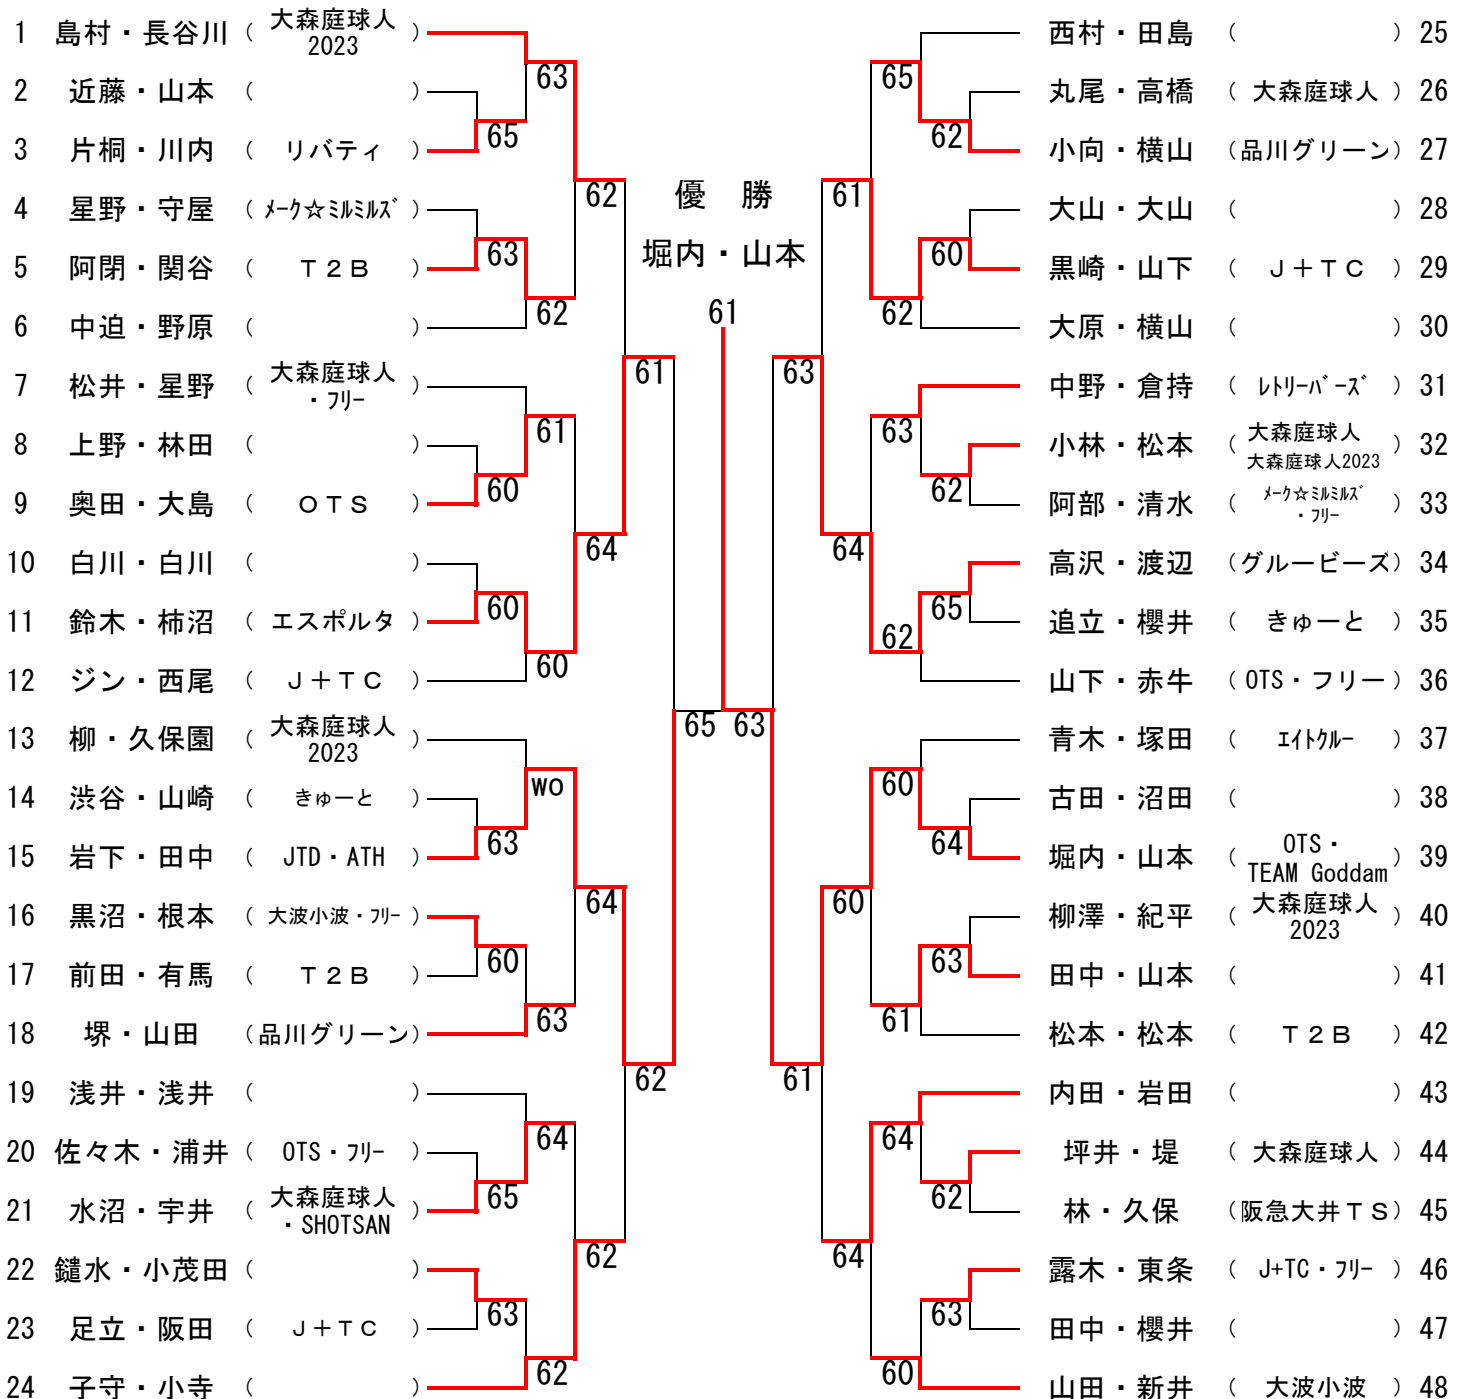 1 島村・長谷川 ( 大森庭球人 2023 )
2 近藤・山本 ( )
3 片桐・川内 ( リバティ )
4 星野・守屋 ( メーク☆ミルミルズ )
5 阿閉・関谷 ( T2B )
6 中迫・野原 ( )
7 松井・星野 ( 大森庭球人 ・フリー )
8 上野・林田 ( )
9 奥田・大島 ( OTS )
10 白川・白川 ( )
11 鈴木・柿沼 ( エスポルタ )
12 ジン・西尾 ( J+TC )
13 柳・久保園 ( 大森庭球人 2023 )
14 渋谷・山崎 ( きゅーと )
15 岩下・田中 ( JTD・ATH )
16 黒沼・根本 ( 大波小波・フリー )
17 前田・有馬 ( T2B )
18 堺・山田 (品川グリーン)
19 浅井・浅井 ( )
20 佐々木・浦井 ( OTS・フリー )
21 水沼・宇井 ( 大森庭球人 ・SHOTSAN )
22 鑓水・小茂田 ( )
23 足立・阪田 ( J+TC )
24 子守・小寺 ( )
65
63
60
60
63
60
65
63
63
62
61
60
wo
63
64
62
62
64
64
62
61
62
65
優 勝
堀内・山本
61
63
63
61
61
64
60
64
65
62
63
62
60
61
64
60
62
60
62
65
64
63
62
63
西村・田島 ( ) 25
丸尾・高橋 ( 大森庭球人 ) 26
小向・横山 (品川グリーン) 27
大山・大山 ( ) 28
黒崎・山下 ( J+TC ) 29
大原・横山 ( ) 30
中野・倉持 ( レトリーバーズ ) 31
小林・松本 ( 大森庭球人 大森庭球人2023 ) 32
阿部・清水 ( メーク☆ミルミルズ ・フリー ) 33
高沢・渡辺 (グルービーズ) 34
追立・櫻井 ( きゅーと ) 35
山下・赤牛 (OTS・フリー) 36
青木・塚田 ( エイトクルー ) 37
古田・沼田 ( ) 38
堀内・山本 ( OTS・ TEAM Goddam ) 39
柳澤・紀平 ( 大森庭球人 2023 ) 40
田中・山本 ( ) 41
松本・松本 ( T2B ) 42
内田・岩田 ( ) 43
坪井・堤 ( 大森庭球人 ) 44
林・久保 (阪急大井TS) 45
露木・東条 ( J+TC・フリー ) 46
田中・櫻井 ( ) 47
山田・新井 ( 大波小波 ) 48